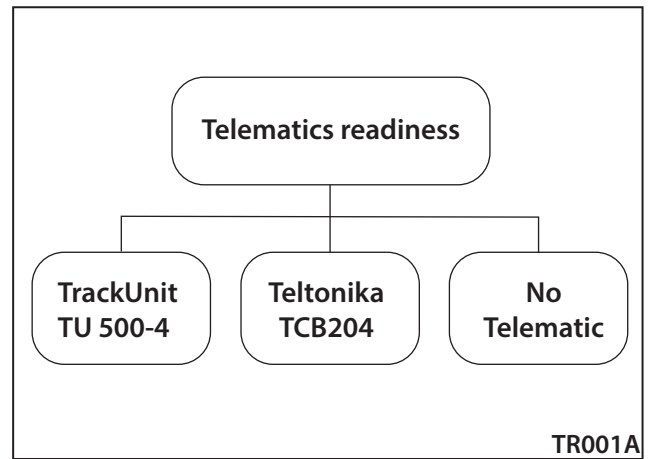 Telematics readiness
TrackUnit
TU 500-4
Teltonika
TCB204
No
Telematic
TR001A